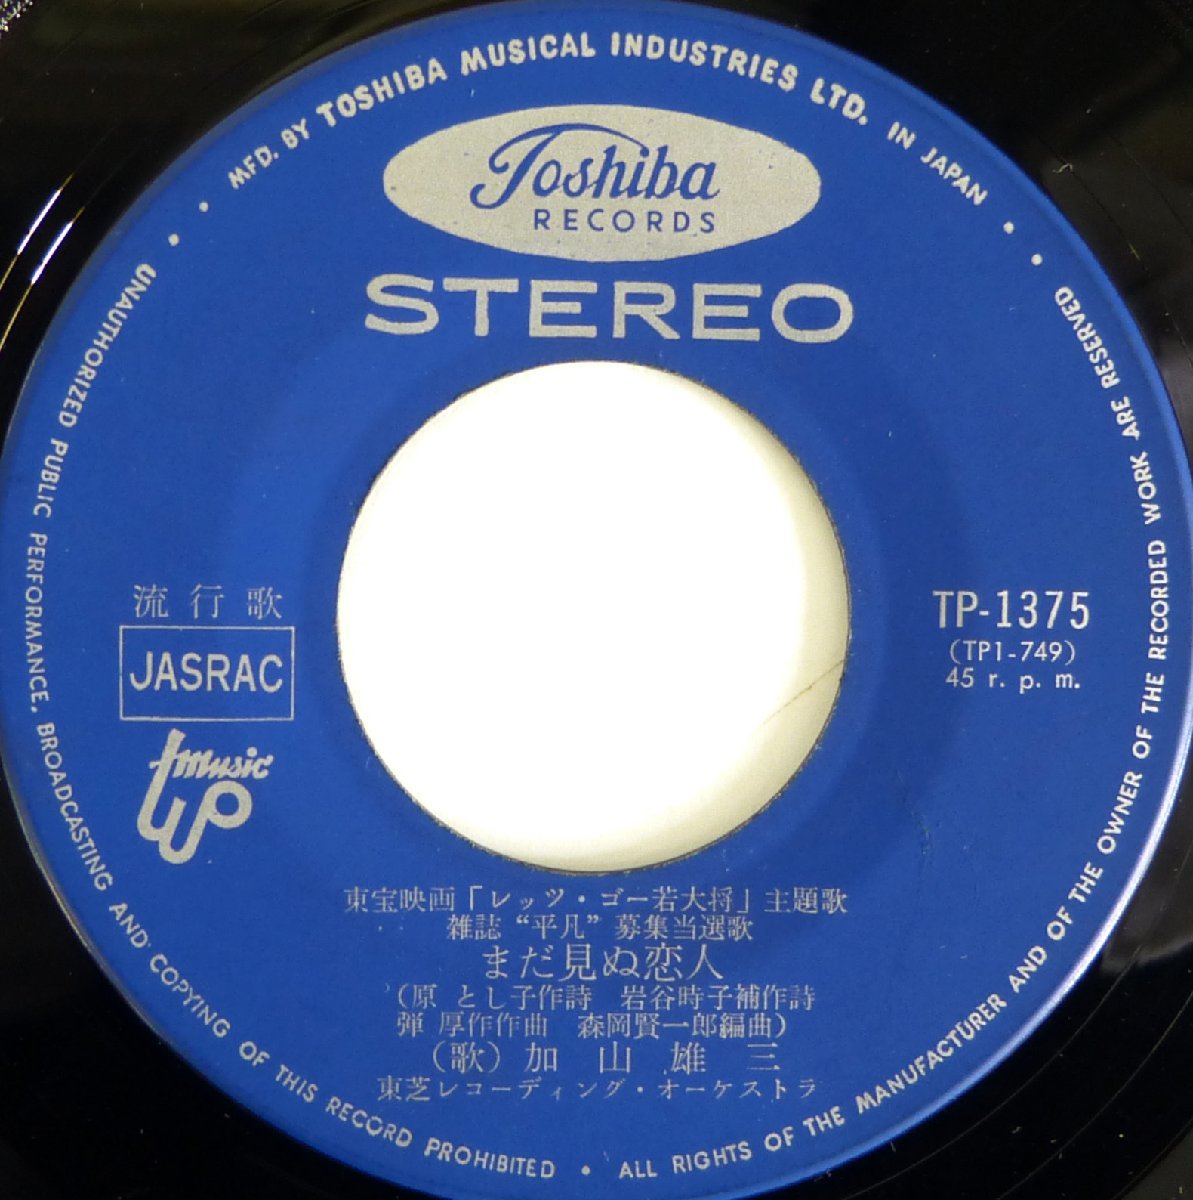 MFD. BY TOSHIBA MUSICAL INDUSTRIES LTD. IN JAPAN
Toshiba
RECORDS
STEREO
流行歌
JASRAC
music
up
TP-1375
(TP1-749)
45 r. p. m.
東宝映画「レッツ・ゴー若大将」主題歌
雑誌“平凡”募集当選歌
まだ見ぬ恋人
(原 とし子作詩 岩谷時子補作詩
弾 厚作作曲 森岡賢一郎編曲)
(歌) 加山雄三
東芝レコーディング・オーケストラ
UNAUTHORIZED PUBLIC PERFORMANCE, BROADCASTING AND COPYING OF THIS RECORD PROHIBITED • ALL RIGHTS OF THE MANUFACTURER AND OF THE OWNER OF THE RECORDED WORK ARE RESERVED